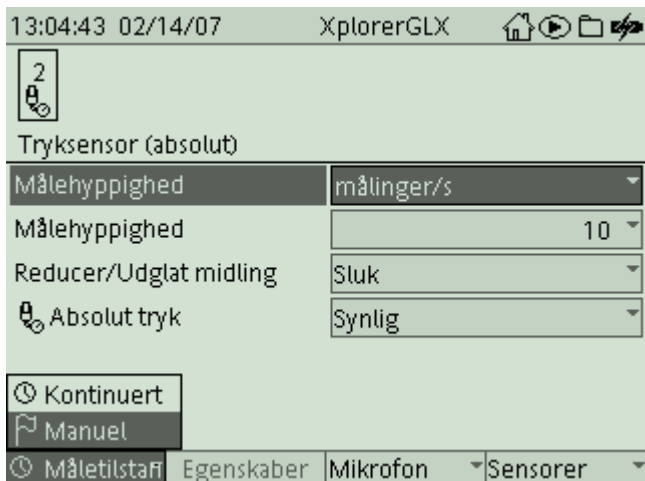 13:04:43 02/14/07 XplorerGLX
2
Tryksensor (absolut)
Målehyppighed målinger/s
Målehyppighed 10
Reducer/Udglat midling Sluk
Absolut tryk Synlig
Kontinuert
Manuel
Måletilstan Egenskaber Mikrofon Sensorer